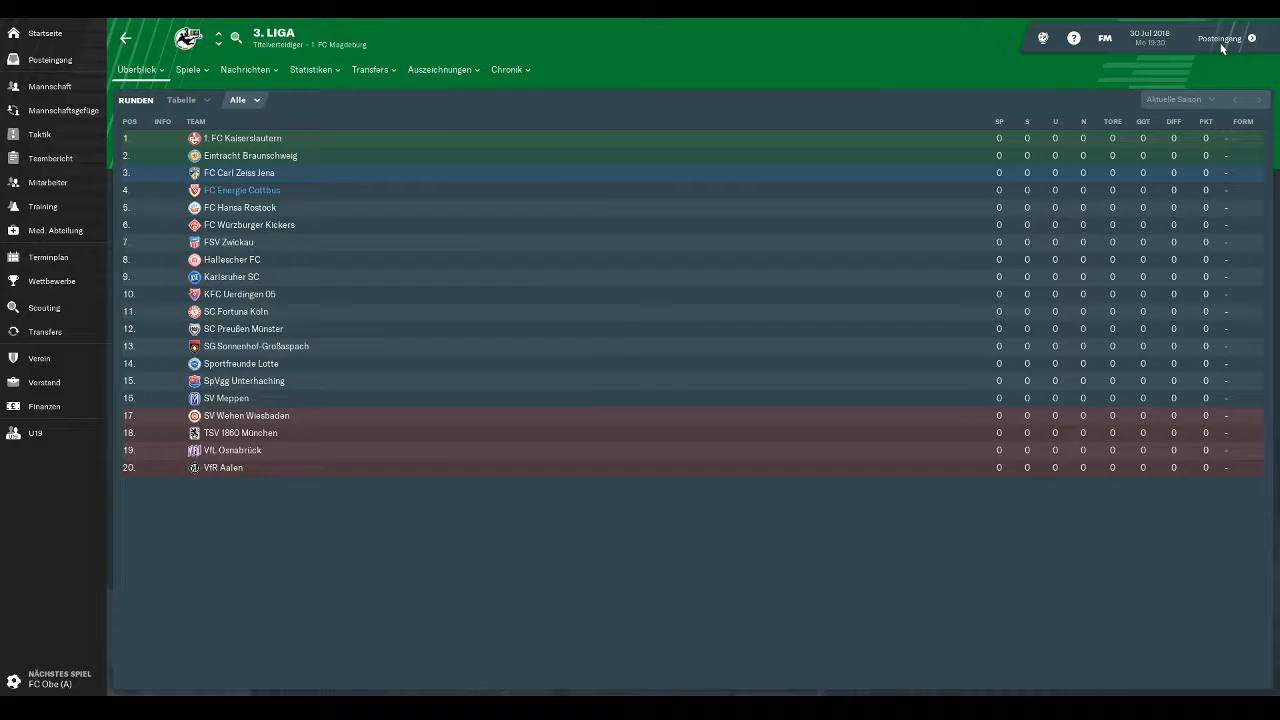 Startseite
Posteingang
Mannschaft
Mannschaftsgefüge
Taktik
Teambericht
Mitarbeiter
Training
Med. Abteilung
Terminplan
Wettbewerbe
Scouting
Transfers
Verein
Vorstand
Finanzen
U19
NÄCHSTES SPIEL
FC Obe (A)
3. LIGA
Titelverteidiger - 1. FC Magdeburg
? FM 30 Jul 2018 Mo 19:30 Posteingang
Überblick Spiele Nachrichten Statistiken Transfers Auszeichnungen Chronik
RUNDEN Tabelle Alle Aktuelle Saison
POS INFO TEAM SP S U N TORE GGT DIFF PKT FORM
1. 1. FC Kaiserslautern 0 0 0 0 0 0 0 0 -
2. Eintracht Braunschweig 0 0 0 0 0 0 0 0 -
3. FC Carl Zeiss Jena 0 0 0 0 0 0 0 0 -
4. FC Energie Cottbus 0 0 0 0 0 0 0 0 -
5. FC Hansa Rostock 0 0 0 0 0 0 0 0 -
6. FC Würzburger Kickers 0 0 0 0 0 0 0 0 -
7. FSV Zwickau 0 0 0 0 0 0 0 0 -
8. Hallescher FC 0 0 0 0 0 0 0 0 -
9. Karlsruher SC 0 0 0 0 0 0 0 0 -
10. KFC Uerdingen 05 0 0 0 0 0 0 0 0 -
11. SC Fortuna Köln 0 0 0 0 0 0 0 0 -
12. SC Preußen Münster 0 0 0 0 0 0 0 0 -
13. SG Sonnenhof-Großaspach 0 0 0 0 0 0 0 0 -
14. Sportfreunde Lotte 0 0 0 0 0 0 0 0 -
15. SpVgg Unterhaching 0 0 0 0 0 0 0 0 -
16. SV Meppen 0 0 0 0 0 0 0 0 -
17. SV Wehen Wiesbaden 0 0 0 0 0 0 0 0 -
18. TSV 1860 München 0 0 0 0 0 0 0 0 -
19. VfL Osnabrück 0 0 0 0 0 0 0 0 -
20. VfR Aalen 0 0 0 0 0 0 0 0 -